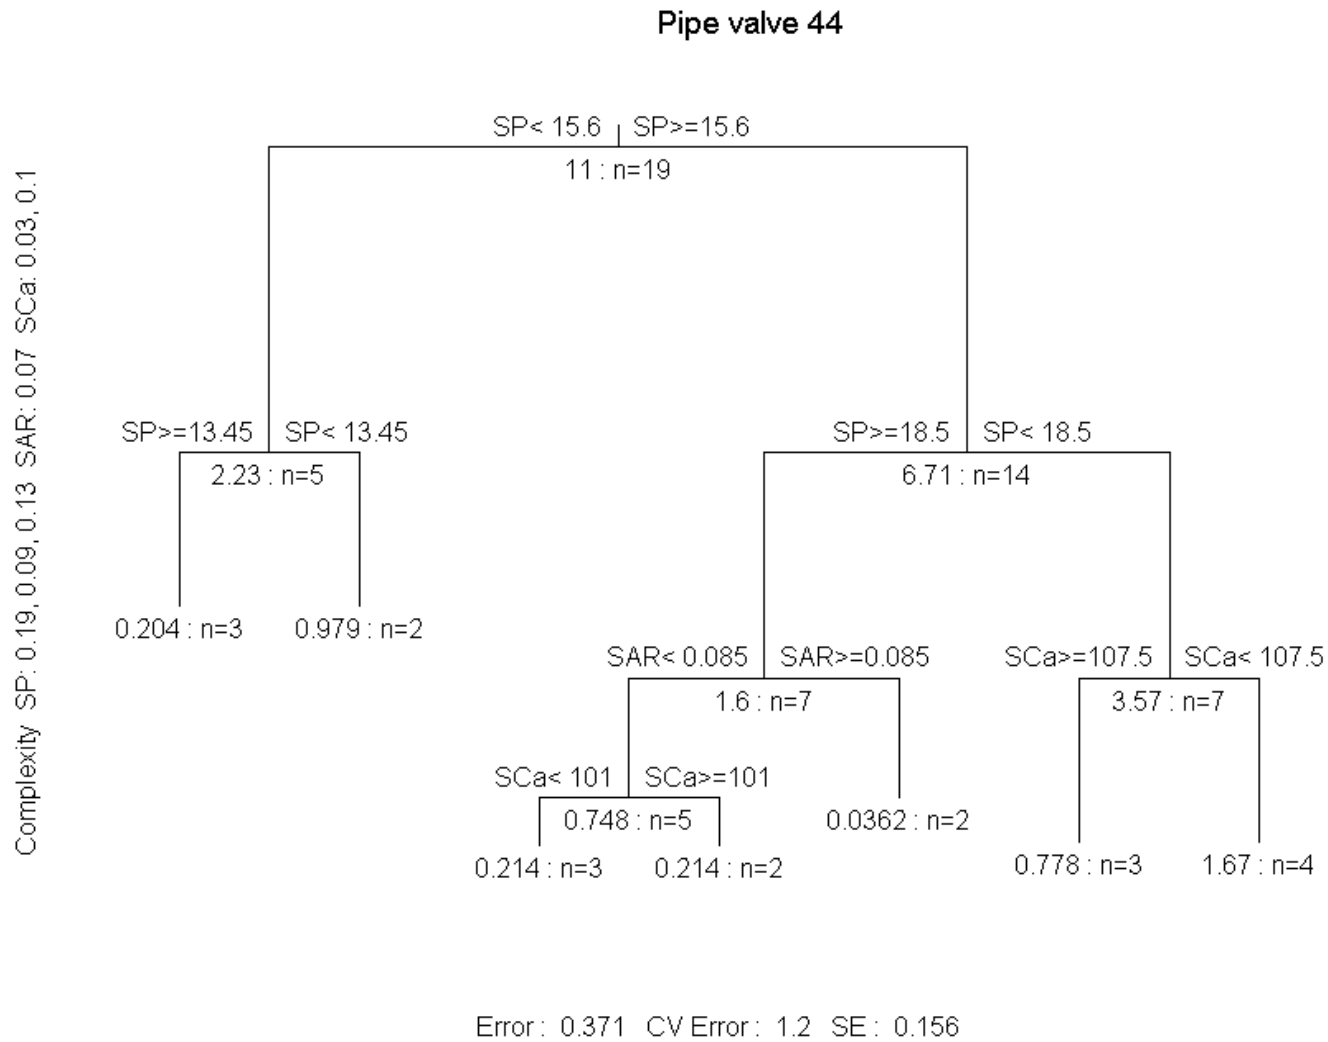 Pipe valve 44
SP< 15.6 SP>=15.6
11 : n=19
Complexity SP: 0.19, 0.09, 0.13 SAR: 0.07 SCa: 0.03, 0.1
SP>=13.45 SP< 13.45
2.23 : n=5
SP>=18.5 SP< 18.5
6.71 : n=14
0.204 : n=3 0.979 : n=2
SAR< 0.085 SAR>=0.085
1.6 : n=7
SCa>=107.5 SCa< 107.5
3.57 : n=7
SCa< 101 SCa>=101
0.748 : n=5
0.0362 : n=2
0.214 : n=3 0.214 : n=2
0.778 : n=3 1.67 : n=4
Error : 0.371 CV Error : 1.2 SE : 0.156